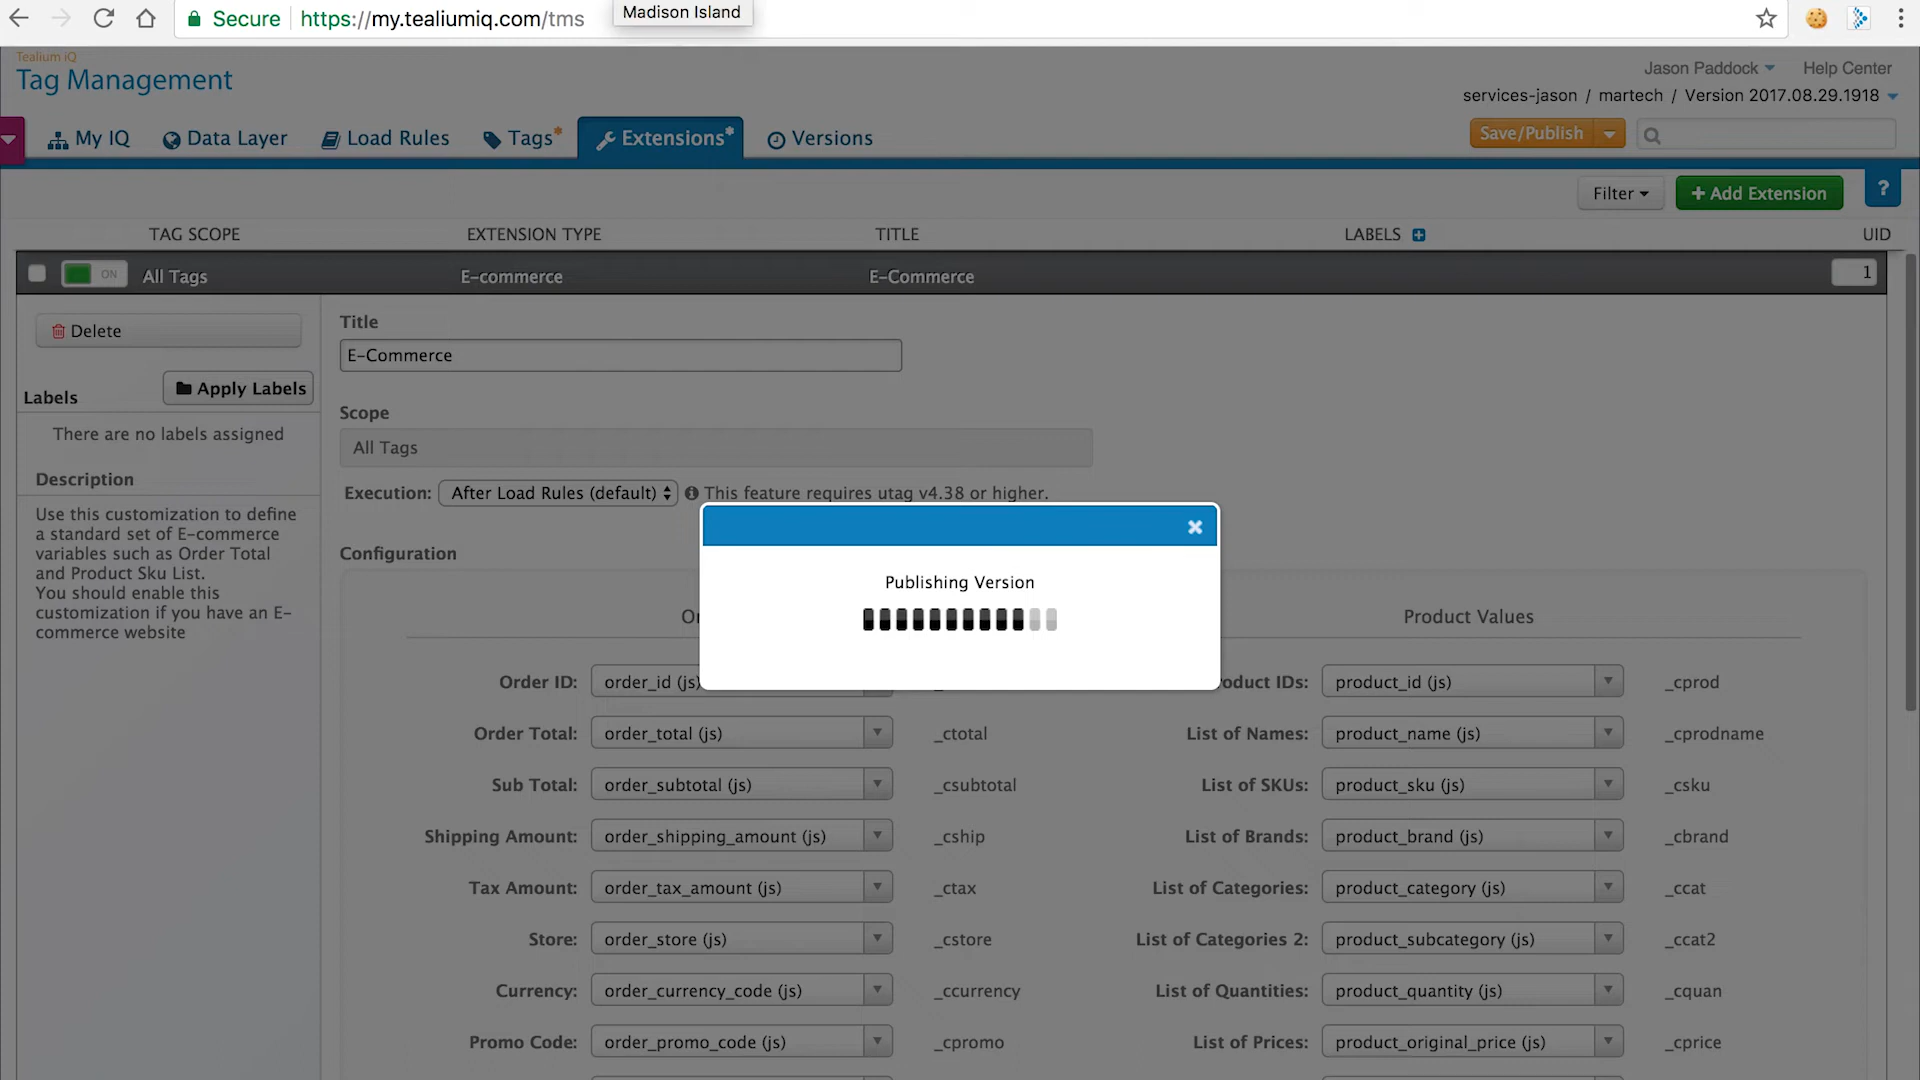 Secure https://my.tealiumiq.com/tms
Madison Island
Tealium iQ
Tag Management
Jason Paddock Help Center
services-jason / martech / Version 2017.08.29.1918
My IQ Data Layer Load Rules Tags* Extensions* Versions
Save/Publish
Filter + Add Extension ?
TAG SCOPE EXTENSION TYPE TITLE LABELS UID
ON All Tags E-commerce E-Commerce 1
Delete
Labels Apply Labels
There are no labels assigned
Description
Use this customization to define
a standard set of E-commerce
variables such as Order Total
and Product Sku List.
You should enable this
customization if you have an E-
commerce website
Title
E-Commerce
Scope
All Tags
Execution: After Load Rules (default) This feature requires utag v4.38 or higher.
Configuration
Publishing Version
Product Values
Order ID: order_id (js)
Order Total: order_total (js) _ctotal
Sub Total: order_subtotal (js) _csubtotal
Shipping Amount: order_shipping_amount (js) _cship
Tax Amount: order_tax_amount (js) _ctax
Store: order_store (js) _cstore
Currency: order_currency_code (js) _ccurrency
Promo Code: order_promo_code (js) _cpromo
oduct IDs: product_id (js) _cprod
List of Names: product_name (js) _cprodname
List of SKUs: product_sku (js) _csku
List of Brands: product_brand (js) _cbrand
List of Categories: product_category (js) _ccat
List of Categories 2: product_subcategory (js) _ccat2
List of Quantities: product_quantity (js) _cquan
List of Prices: product_original_price (js) _cprice